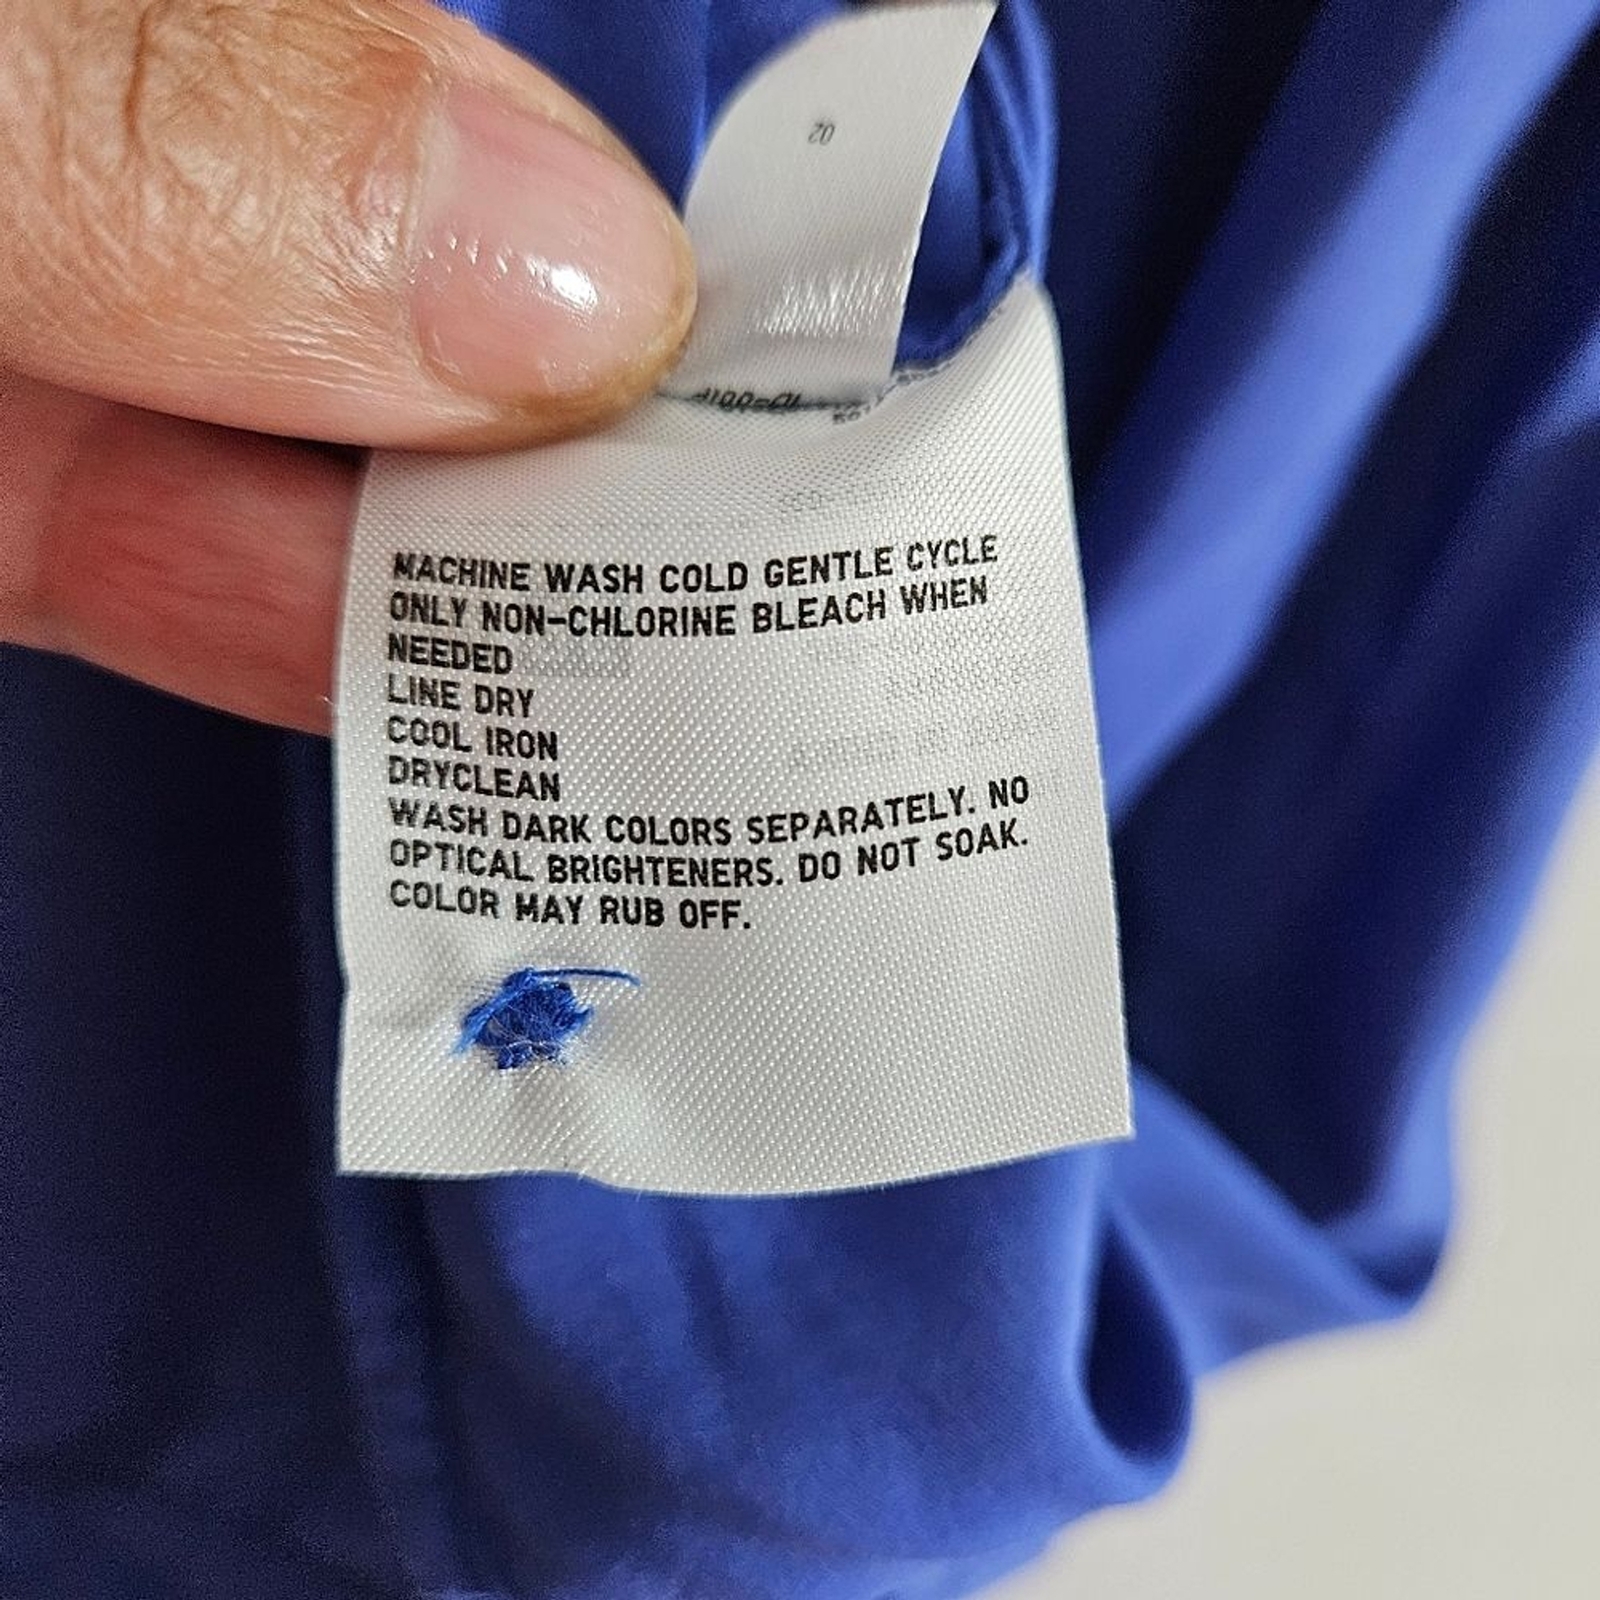 02
MACHINE WASH COLD GENTLE CYCLE
ONLY NON-CHLORINE BLEACH WHEN
NEEDED
LINE DRY
COOL IRON
DRYCLEAN
WASH DARK COLORS SEPARATELY. NO
OPTICAL BRIGHTENERS. DO NOT SOAK.
COLOR MAY RUB OFF.